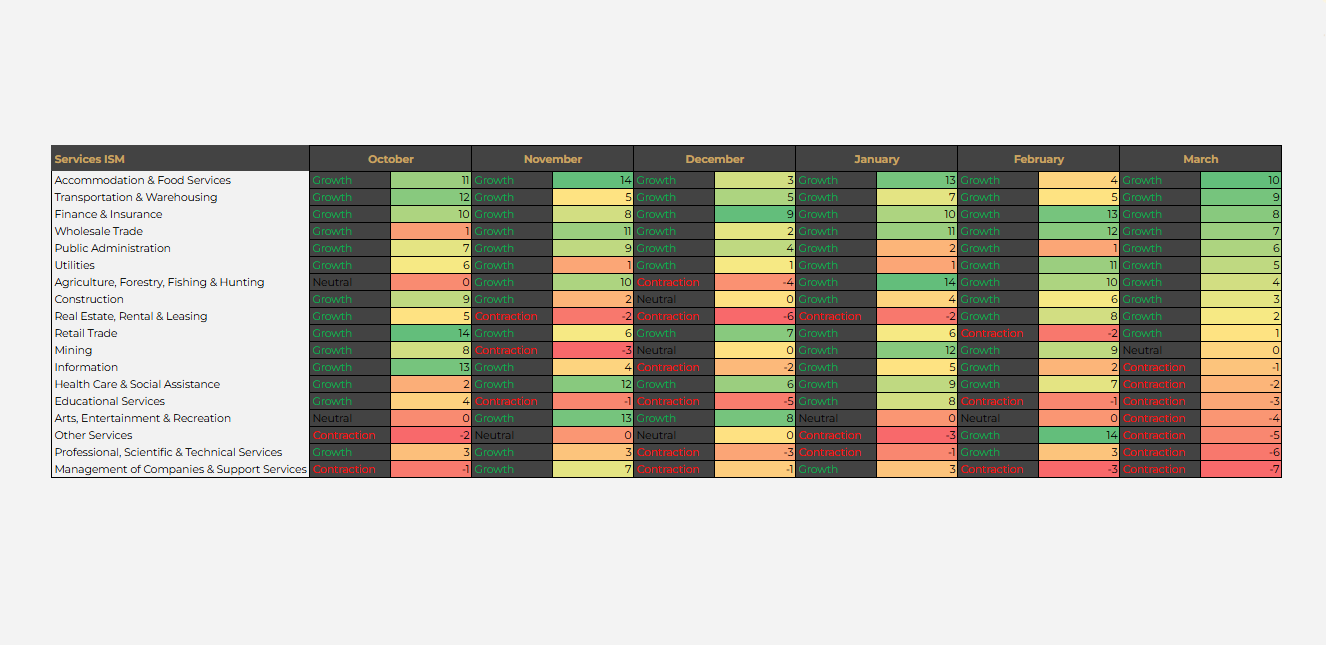 Services ISM October November December January February March
Accommodation & Food Services Growth 11 Growth 14 Growth 3 Growth 13 Growth 4 Growth 10
Transportation & Warehousing Growth 12 Growth 5 Growth 5 Growth 7 Growth 5 Growth 9
Finance & Insurance Growth 10 Growth 8 Growth 9 Growth 10 Growth 13 Growth 8
Wholesale Trade Growth 1 Growth 11 Growth 2 Growth 11 Growth 12 Growth 7
Public Administration Growth 7 Growth 9 Growth 4 Growth 2 Growth 1 Growth 6
Utilities Growth 6 Growth 1 Growth 1 Growth 1 Growth 11 Growth 5
Agriculture, Forestry, Fishing & Hunting Neutral 0 Growth 10 Contraction -4 Growth 14 Growth 10 Growth 4
Construction Growth 9 Growth 2 Neutral 0 Growth 4 Growth 6 Growth 3
Real Estate, Rental & Leasing Growth 5 Contraction -2 Contraction -6 Contraction -2 Growth 8 Growth 2
Retail Trade Growth 14 Growth 6 Growth 7 Growth 6 Contraction -2 Growth 1
Mining Growth 8 Contraction -3 Neutral 0 Growth 12 Growth 9 Neutral 0
Information Growth 13 Growth 4 Contraction -2 Growth 5 Growth 2 Contraction -1
Health Care & Social Assistance Growth 2 Growth 12 Growth 6 Growth 9 Growth 7 Contraction -2
Educational Services Growth 4 Contraction -1 Contraction -5 Growth 8 Contraction -1 Contraction -3
Arts, Entertainment & Recreation Neutral 0 Growth 13 Growth 8 Neutral 0 Neutral 0 Contraction -4
Other Services Contraction -2 Neutral 0 Neutral 0 Contraction -3 Growth 14 Contraction -5
Professional, Scientific & Technical Services Growth 3 Growth 3 Contraction -3 Contraction -1 Growth 3 Contraction -6
Management of Companies & Support Services Contraction -1 Growth 7 Contraction -1 Growth 3 Contraction -3 Contraction -7